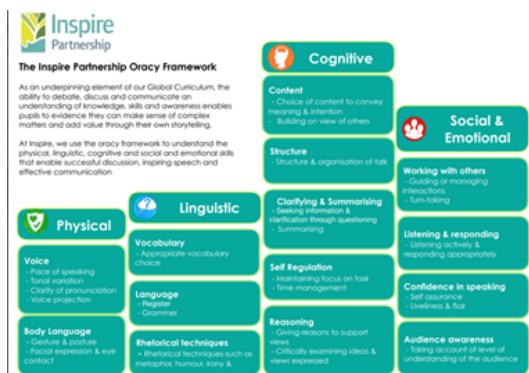 Inspire
Partnership
The Inspire Partnership Oracy Framework
As an underpinning element of our Global Curriculum, the
ability to debate, discuss and communicate an
understanding of knowledge, skills and awareness enables
pupils to evidence they can make sense of complex
matters and add value through their own storytelling.
At Inspire, we use the oracy framework to understand the
physical, linguistic, cognitive and social and emotional skills
that enable successful discussion, inspiring speech and
effective communication
Physical
Voice
- Pace of speaking
- Tonal variation
- Clarity of pronunciation
- Voice projection
Body Language
- Gesture & posture
- Facial expression & eye
contact
Linguistic
Vocabulary
- Appropriate vocabulary
choice
Language
- Register
- Grammer
Rhetorical techniques
- Rhetorical techniques such as
metaphor, humour, irony &
Cognitive
Content
- Choice of content to convey
meaning & intention
- Building on view of others
Structure
- Structure & organisation of talk
Clarifying & Summarising
- Seeking information &
clarification through questioning
- Summarising
Self Regulation
- Maintaining focus on task
- Time management
Reasoning
- Giving reasons to support
views
- Critically examining ideas &
views expressed
Social &
Emotional
Working with others
- Guiding or managing
interactions
- Turn-taking
Listening & responding
- Listening actively &
responding appropriately
Confidence in speaking
- Self assurance
- Liveliness & flair
Audience awareness
- Taking account of level of
understanding of the audience